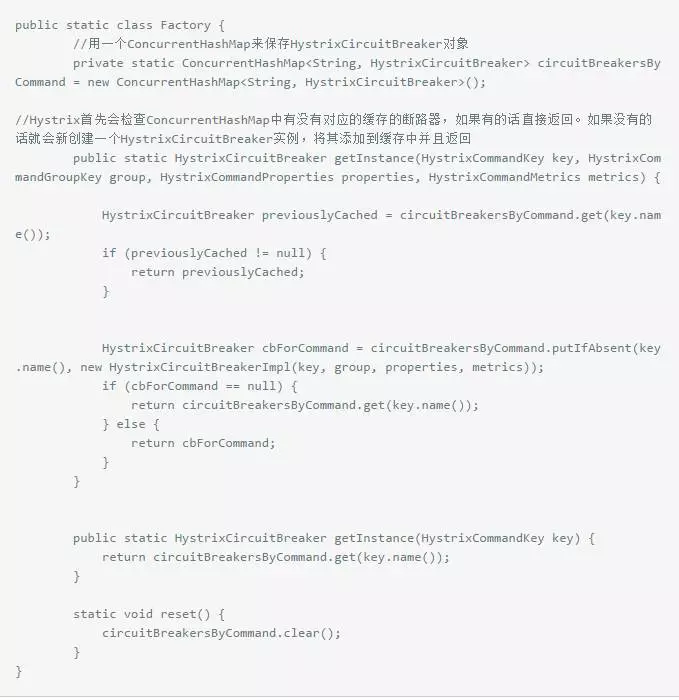 public static class Factory {
        //用一个ConcurrentHashMap来保存HystrixCircuitBreaker对象
        private static ConcurrentHashMap<String, HystrixCircuitBreaker> circuitBreakersBy
Command = new ConcurrentHashMap<String, HystrixCircuitBreaker>();

//Hystrix首先会检查ConcurrentHashMap中有没有对应的缓存的断路器，如果有的话直接返回。如果没有的
话就会新创建一个HystrixCircuitBreaker实例，将其添加到缓存中并且返回
        public static HystrixCircuitBreaker getInstance(HystrixCommandKey key, HystrixCom
mandGroupKey group, HystrixCommandProperties properties, HystrixCommandMetrics metrics) {

            HystrixCircuitBreaker previouslyCached = circuitBreakersByCommand.get(key.nam
e());
            if (previouslyCached != null) {
                return previouslyCached;
            }

            HystrixCircuitBreaker cbForCommand = circuitBreakersByCommand.putIfAbsent(key
.name(), new HystrixCircuitBreakerImpl(key, group, properties, metrics));
            if (cbForCommand == null) {
                return circuitBreakersByCommand.get(key.name());
            } else {
                return cbForCommand;
            }
        }

        public static HystrixCircuitBreaker getInstance(HystrixCommandKey key) {
            return circuitBreakersByCommand.get(key.name());
        }

        static void reset() {
            circuitBreakersByCommand.clear();
        }
}